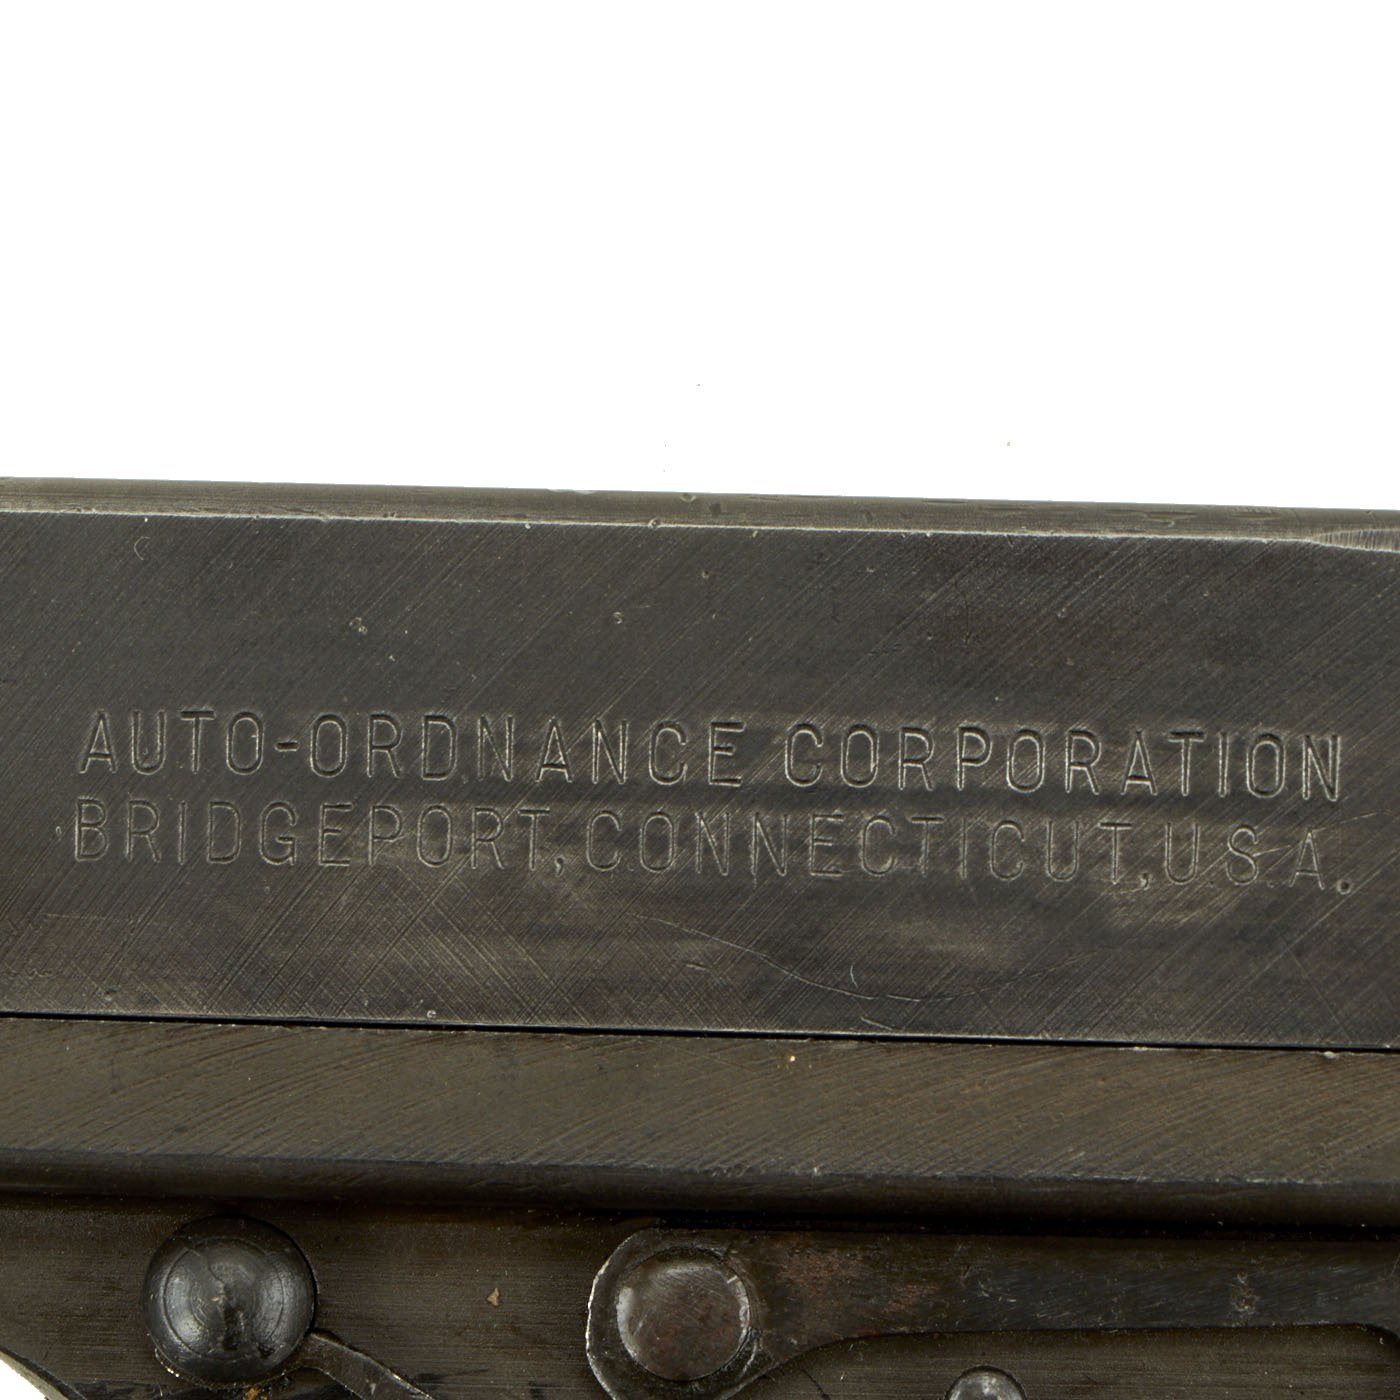 AUTO-ORDNANCE CORPORATION
BRIDGEPORT, CONNECTICUT, U.S.A.